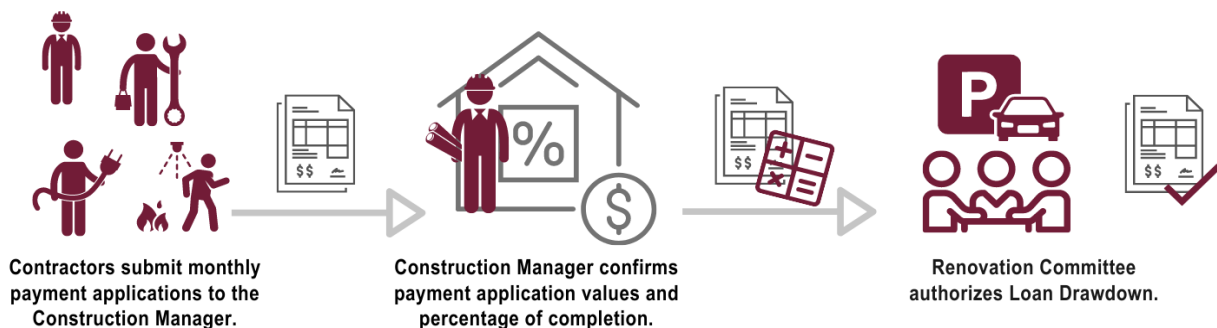 $$
%
$
$$
P
$$
Contractors submit monthly
payment applications to the
Construction Manager.
Construction Manager confirms
payment application values and
percentage of completion.
Renovation Committee
authorizes Loan Drawdown.